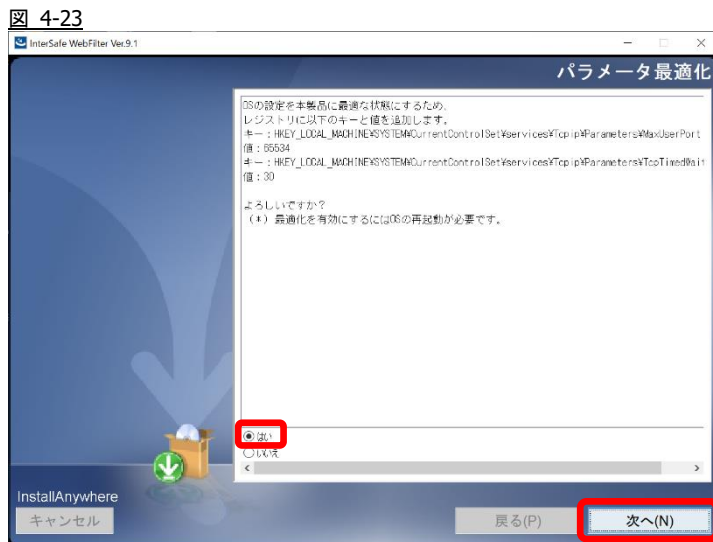 図 4-23
InterSafe WebFilter Ver.9.1
パラメータ最適化
OSの設定を本製品に最適な状態にするため、
レジストリに以下のキーと値を追加します。
キー：HKEY_LOCAL_MACHINE¥SYSTEM¥CurrentControlSet¥services¥Tcpip¥Parameters¥MaxUserPort
値：65534
キー：HKEY_LOCAL_MACHINE¥SYSTEM¥CurrentControlSet¥services¥Tcpip¥Parameters¥TcpTimedWait
値：30
よろしいですか？
（*）最適化を有効にするにはOSの再起動が必要です。
はい
いいえ
InstallAnywhere
キャンセル
戻る(P)
次へ(N)